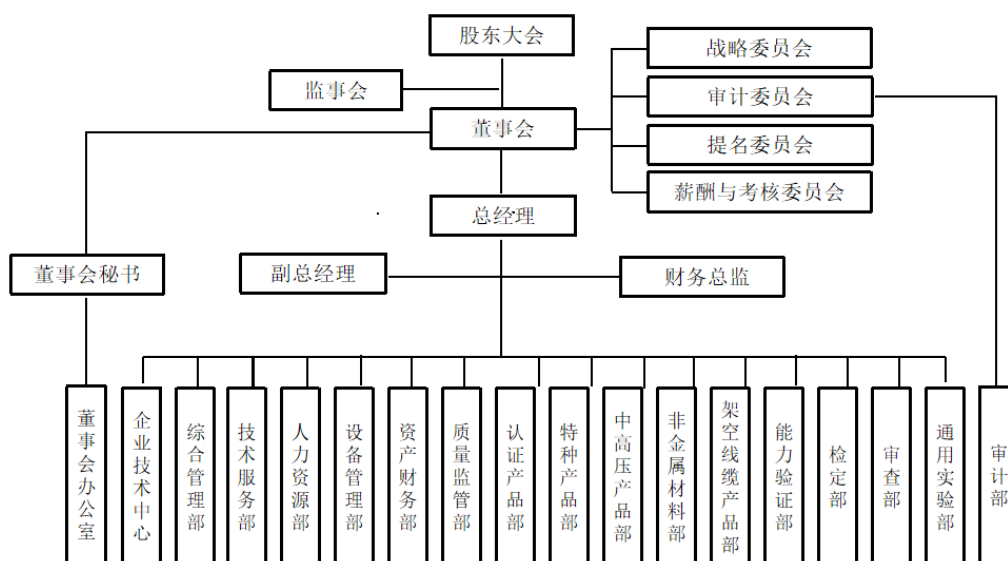 股东大会
战略委员会
监事会
审计委员会
董事会
提名委员会
薪酬与考核委员会
总经理
董事会秘书
副总经理
财务总监
董事会办公室
企业技术中心
综合管理部
技术服务部
人力资源部
设备管理部
资产财务部
质量监管部
认证产品部
特种产品部
中高压产品部
非金属材料部
架空线缆产品部
能力验证部
检定部
审查部
通用实验部
审计部